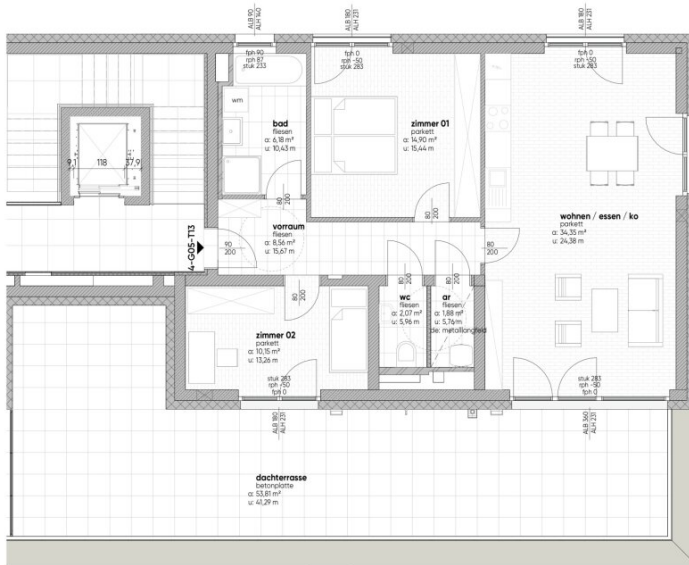 ALB 90
ALH 140
ALB 180
ALH 231
ALB 180
ALH 231
fph 90
rph 87
stuk 233
fph 0
rph -50
stuk 283
fph 0
rph -50
stuk 283
wm
bad
fliesen
a: 6,18 m²
u: 10,43 m
zimmer 01
parkett
a: 14,90 m²
u: 15,44 m
9,1
118
37,9
80
200
80
200
wohnen / essen / ko
parkett
a: 34,35 m²
u: 24,38 m
4-G05-T13
90
200
vorraum
fliesen
a: 8,56 m²
u: 15,67 m
80
200
80
200
80
200
80
200
wc
fliesen
a: 2,07 m²
u: 5,96 m
ar
fliesen
a: 1,88 m²
u: 5,76 m
de: metalllangfeld
zimmer 02
parkett
a: 10,15 m²
u: 13,26 m
stuk 283
rph -50
fph 0
stuk 283
rph -50
fph 0
ALB 180
ALH 231
ALB 360
ALH 231
dachterrasse
betonplatte
a: 53,81 m²
u: 41,29 m